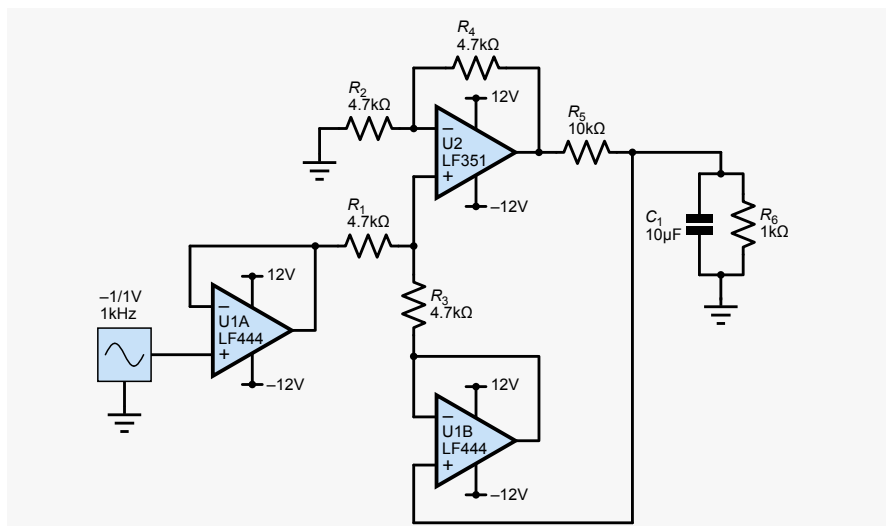 R4
4.7kΩ
R2
4.7kΩ
12V
R5
10kΩ
−
U2
LF351
+
−12V
R1
4.7kΩ
C1
10µF
R6
1kΩ
12V
−1/1V
1kHz
−
U1A
LF444
+
R3
4.7kΩ
−12V
12V
−
U1B
LF444
+
−12V